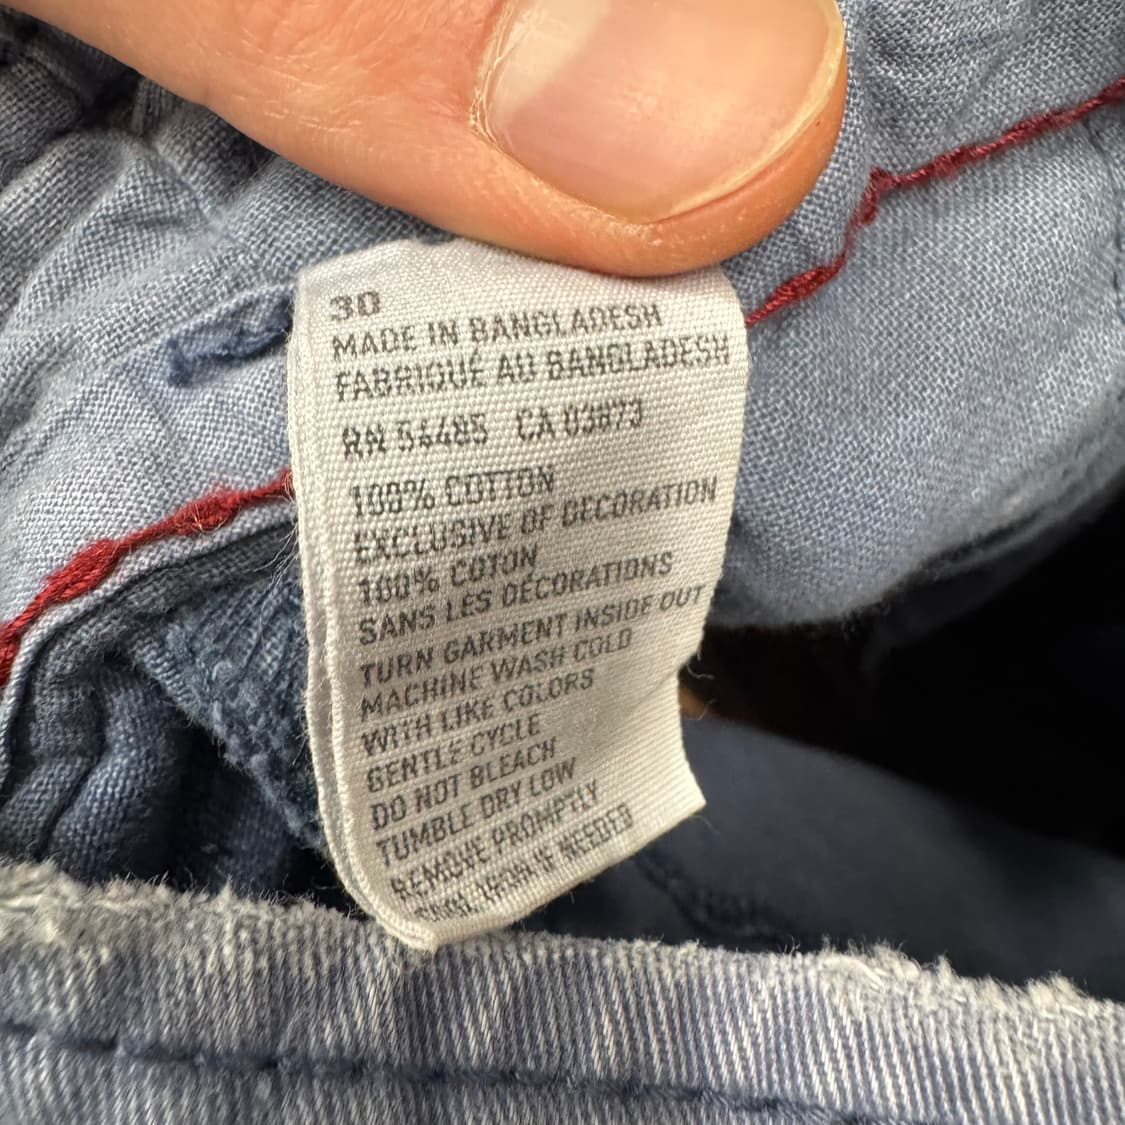 30
MADE IN BANGLADESH
FABRIQUÉ AU BANGLADESH
RN 54485 CA 03873
100% COTTON
EXCLUSIVE OF DECORATION
100% COTON
SANS LES DÉCORATIONS
TURN GARMENT INSIDE OUT
MACHINE WASH COLD
WITH LIKE COLORS
GENTLE CYCLE
DO NOT BLEACH
TUMBLE DRY LOW
REMOVE PROMPTLY
COOL IRON IF NEEDED